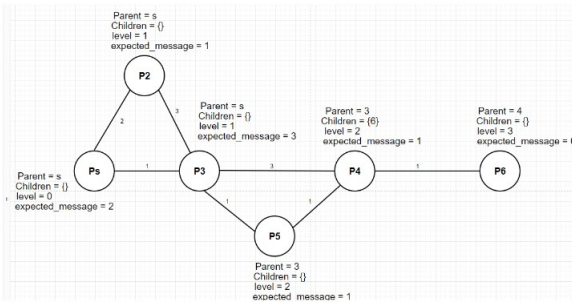 Parent = s
Children = {}
level = 1
expected_message = 1
P2
2
3
Parent = s
Children = {}
level = 1
expected_message = 3
Parent = 3
Children = {6}
level = 2
expected_message = 1
Parent = 4
Children = {}
level = 3
expected_message =
Ps
1
P3
3
P4
1
P6
Parent = s
Children = {}
level = 0
expected_message = 2
1
1
P5
Parent = 3
Children = {}
level = 2
expected_message = 1